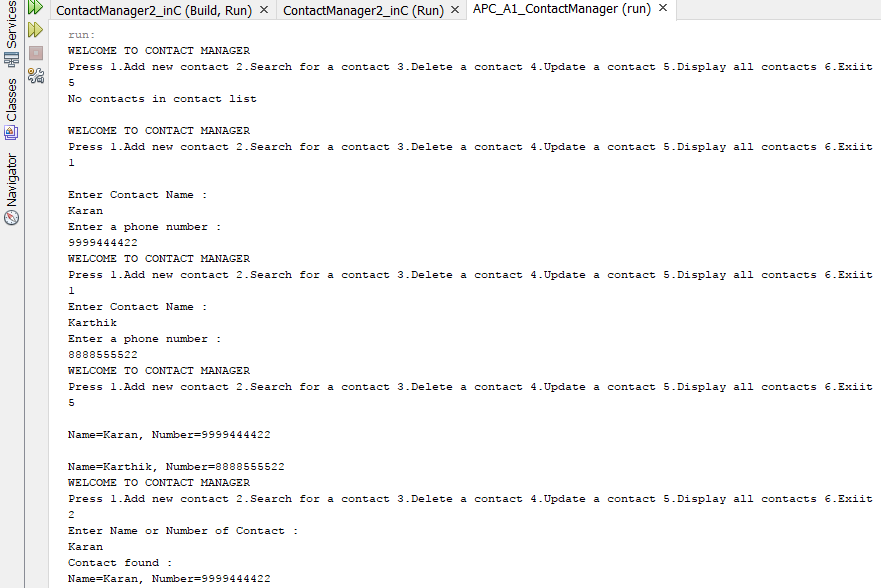 ContactManager2_inC (Build, Run) × ContactManager2_inC (Run) × APC_A1_ContactManager (run) ×
Services
Classes
Navigator
run:
WELCOME TO CONTACT MANAGER
Press 1.Add new contact 2.Search for a contact 3.Delete a contact 4.Update a contact 5.Display all contacts 6.Exiit
5
No contacts in contact list
WELCOME TO CONTACT MANAGER
Press 1.Add new contact 2.Search for a contact 3.Delete a contact 4.Update a contact 5.Display all contacts 6.Exiit
1
Enter Contact Name :
Karan
Enter a phone number :
9999444422
WELCOME TO CONTACT MANAGER
Press 1.Add new contact 2.Search for a contact 3.Delete a contact 4.Update a contact 5.Display all contacts 6.Exiit
1
Enter Contact Name :
Karthik
Enter a phone number :
8888555522
WELCOME TO CONTACT MANAGER
Press 1.Add new contact 2.Search for a contact 3.Delete a contact 4.Update a contact 5.Display all contacts 6.Exiit
5
Name=Karan, Number=9999444422
Name=Karthik, Number=8888555522
WELCOME TO CONTACT MANAGER
Press 1.Add new contact 2.Search for a contact 3.Delete a contact 4.Update a contact 5.Display all contacts 6.Exiit
2
Enter Name or Number of Contact :
Karan
Contact found :
Name=Karan, Number=9999444422